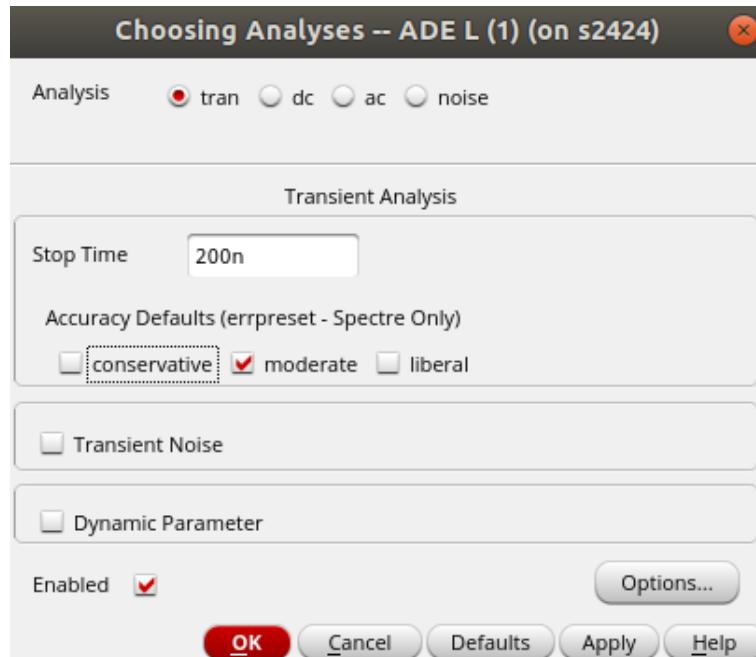 Choosing Analyses -- ADE L (1) (on s2424)
Analysis tran dc ac noise
Transient Analysis
Stop Time 200n
Accuracy Defaults (errpreset - Spectre Only)
conservative moderate liberal
Transient Noise
Dynamic Parameter
Enabled Options...
OK Cancel Defaults Apply Help